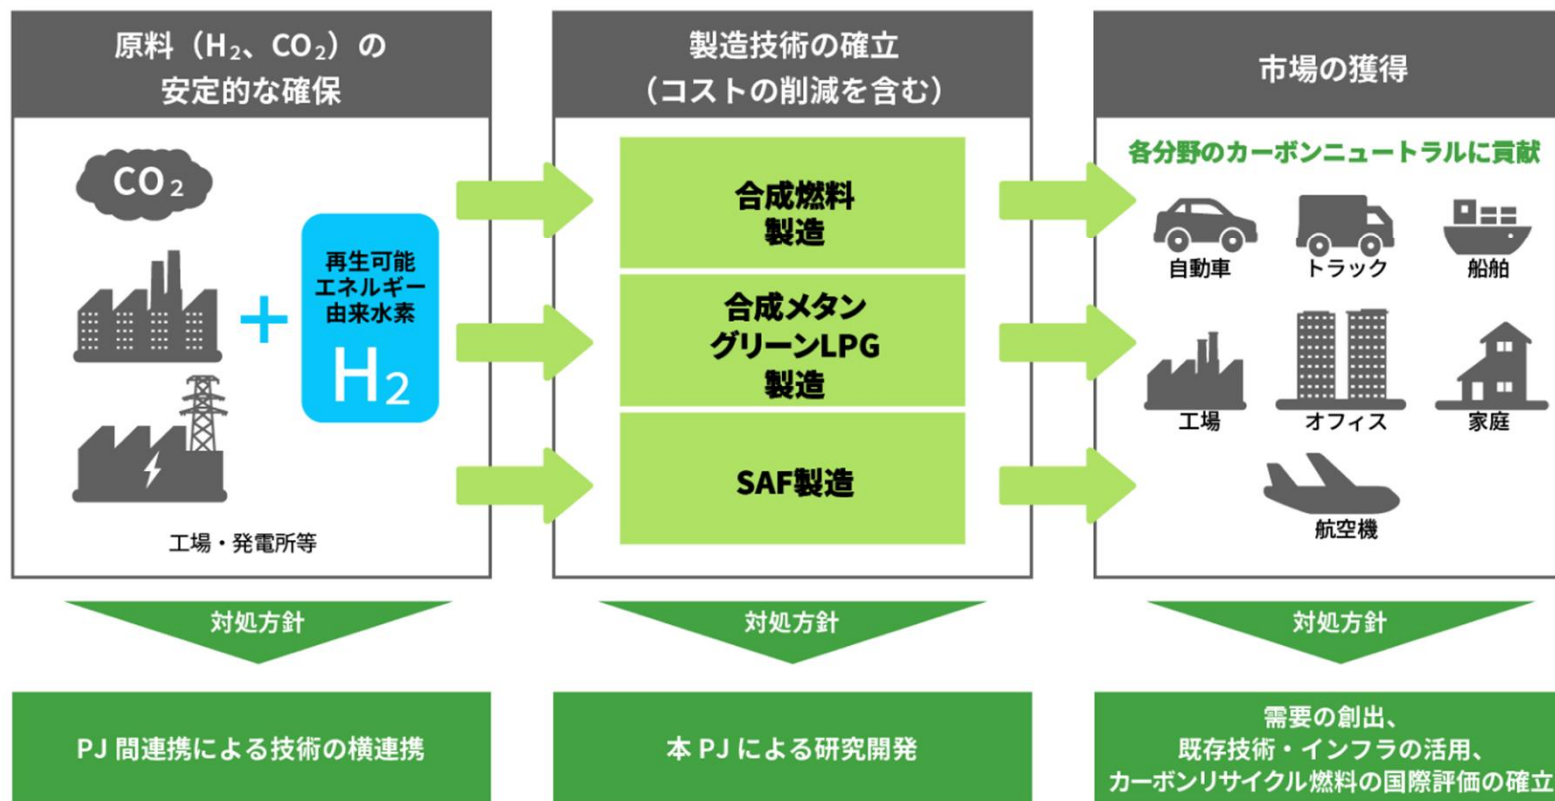 原料（H₂、CO₂）の
安定的な確保
CO₂
再生可能
エネルギー
由来水素
H₂
工場・発電所等
対処方針
PJ 間連携による技術の横連携
製造技術の確立
（コストの削減を含む）
合成燃料
製造
合成メタン
グリーンLPG
製造
SAF製造
対処方針
本 PJ による研究開発
市場の獲得
各分野のカーボンニュートラルに貢献
自動車
トラック
船舶
工場
オフィス
家庭
航空機
対処方針
需要の創出、
既存技術・インフラの活用、
カーボンリサイクル燃料の国際評価の確立